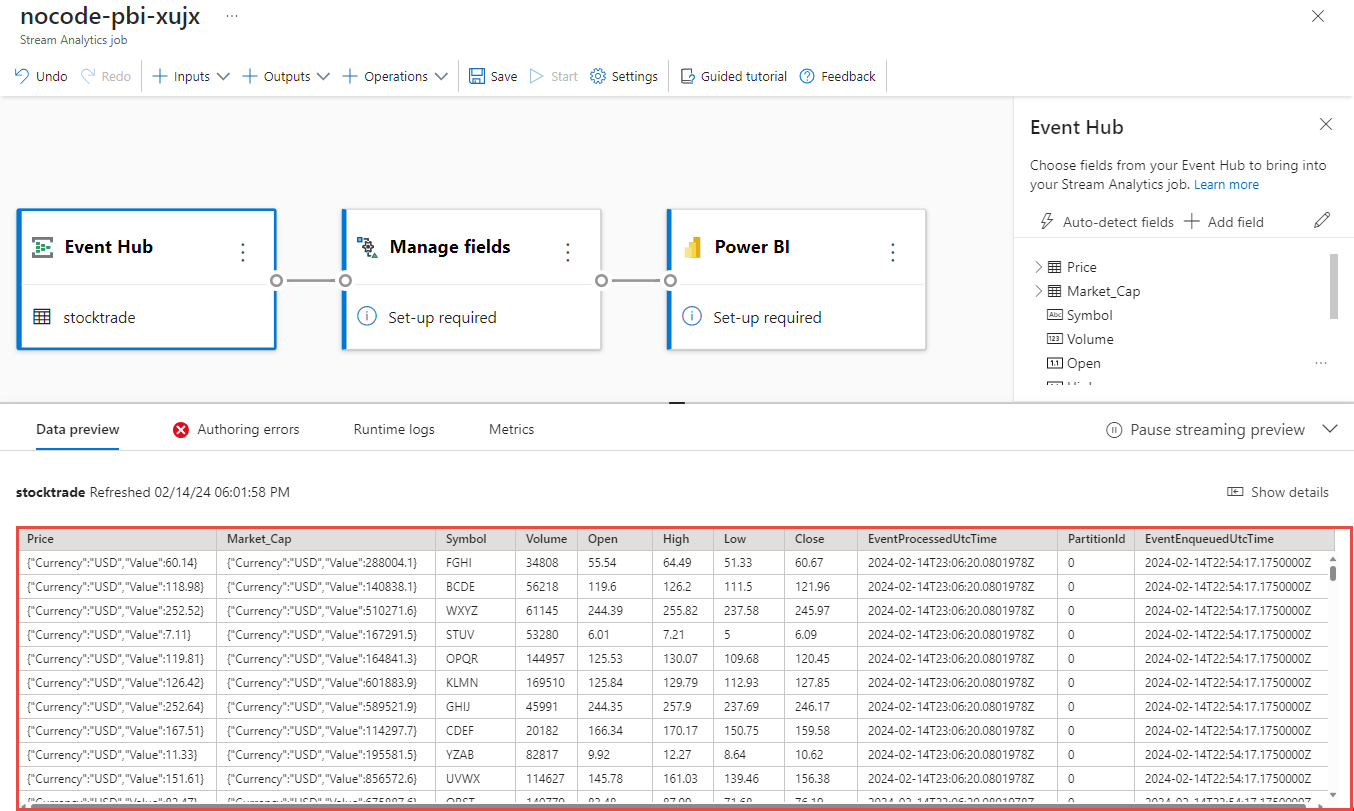 nocode-pbi-xujx ...
Stream Analytics job
Undo Redo Inputs Outputs Operations Save Start Settings Guided tutorial Feedback
Event Hub
Choose fields from your Event Hub to bring into
your Stream Analytics job. Learn more
Auto-detect fields Add field
Price
Market_Cap
Abc Symbol
123 Volume
1.1 Open ...
Event Hub
stocktrade
Manage fields
Set-up required
Power BI
Set-up required
Data preview Authoring errors Runtime logs Metrics Pause streaming preview
stocktrade Refreshed 02/14/24 06:01:58 PM Show details
Price Market_Cap Symbol Volume Open High Low Close EventProcessedUtcTime PartitionId EventEnqueuedUtcTime
{"Currency":"USD","Value":60.14} {"Currency":"USD","Value":288004.1} FGHI 34808 55.54 64.49 51.33 60.67 2024-02-14T23:06:20.0801978Z 0 2024-02-14T22:54:17.1750000Z
{"Currency":"USD","Value":118.98} {"Currency":"USD","Value":140838.1} BCDE 56218 119.6 126.2 111.5 121.96 2024-02-14T23:06:20.0801978Z 0 2024-02-14T22:54:17.1750000Z
{"Currency":"USD","Value":252.52} {"Currency":"USD","Value":510271.6} WXYZ 61145 244.39 255.82 237.58 245.97 2024-02-14T23:06:20.0801978Z 0 2024-02-14T22:54:17.1750000Z
{"Currency":"USD","Value":7.11} {"Currency":"USD","Value":167291.5} STUV 53280 6.01 7.21 5 6.09 2024-02-14T23:06:20.0801978Z 0 2024-02-14T22:54:17.1750000Z
{"Currency":"USD","Value":119.81} {"Currency":"USD","Value":164841.3} OPQR 144957 125.53 130.07 109.68 120.45 2024-02-14T23:06:20.0801978Z 0 2024-02-14T22:54:17.1750000Z
{"Currency":"USD","Value":126.42} {"Currency":"USD","Value":601883.9} KLMN 169510 125.84 129.79 112.93 127.85 2024-02-14T23:06:20.0801978Z 0 2024-02-14T22:54:17.1750000Z
{"Currency":"USD","Value":252.64} {"Currency":"USD","Value":589521.9} GHIJ 45991 244.35 257.9 237.69 246.17 2024-02-14T23:06:20.0801978Z 0 2024-02-14T22:54:17.1750000Z
{"Currency":"USD","Value":167.51} {"Currency":"USD","Value":114297.7} CDEF 20182 166.34 170.17 150.75 159.58 2024-02-14T23:06:20.0801978Z 0 2024-02-14T22:54:17.1750000Z
{"Currency":"USD","Value":11.33} {"Currency":"USD","Value":195581.5} YZAB 82817 9.92 12.27 8.64 10.62 2024-02-14T23:06:20.0801978Z 0 2024-02-14T22:54:17.1750000Z
{"Currency":"USD","Value":151.61} {"Currency":"USD","Value":856572.6} UVWX 114627 145.78 161.03 139.46 156.38 2024-02-14T23:06:20.0801978Z 0 2024-02-14T22:54:17.1750000Z